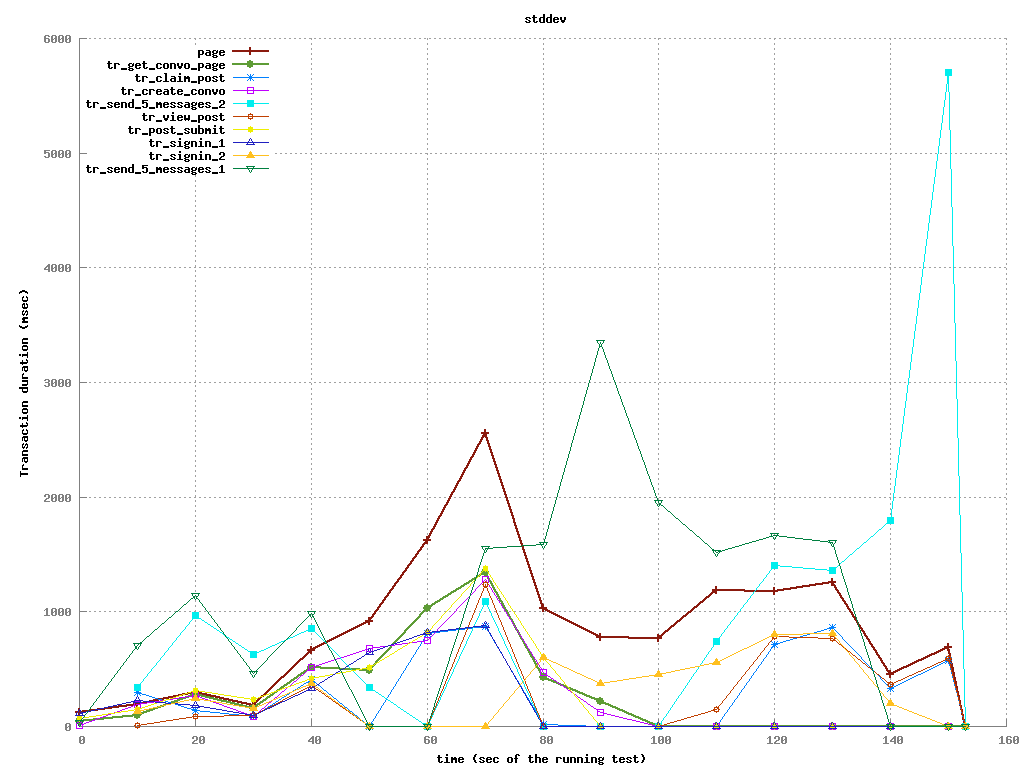 stddev
6000
5000
4000
3000
2000
1000
0
page
tr_get_convo_page
tr_claim_post
tr_create_convo
tr_send_5_messages_2
tr_view_post
tr_post_submit
tr_signin_1
tr_signin_2
tr_send_5_messages_1
Transaction duration (msec)
0 20 40 60 80 100 120 140 160
time (sec of the running test)